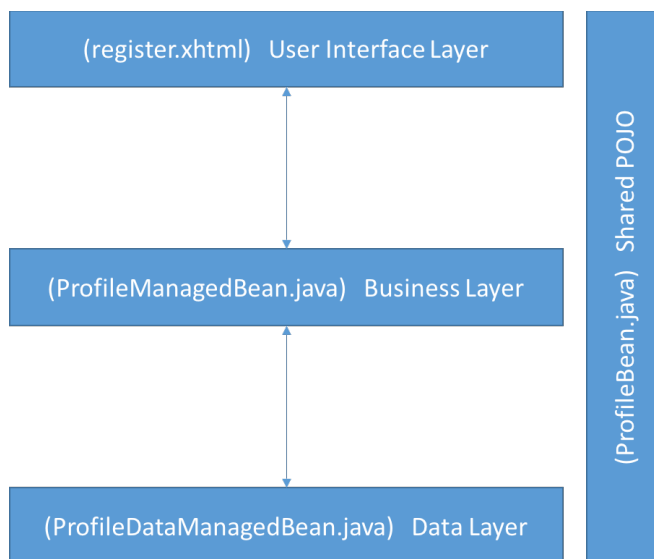 (register.xhtml) User Interface Layer
(ProfileManagedBean.java) Business Layer
(ProfileDataManagedBean.java) Data Layer
(ProfileBean.java) Shared POJO